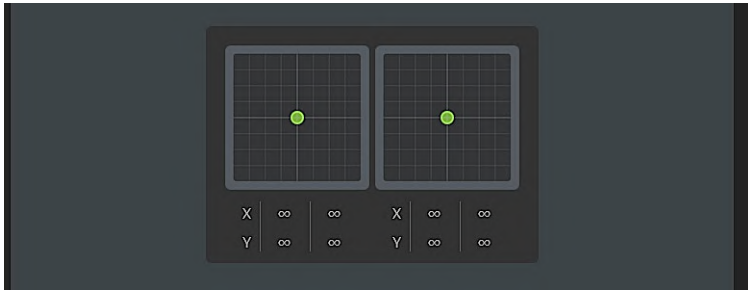 X ∞ ∞ X ∞ ∞
Y ∞ ∞ Y ∞ ∞